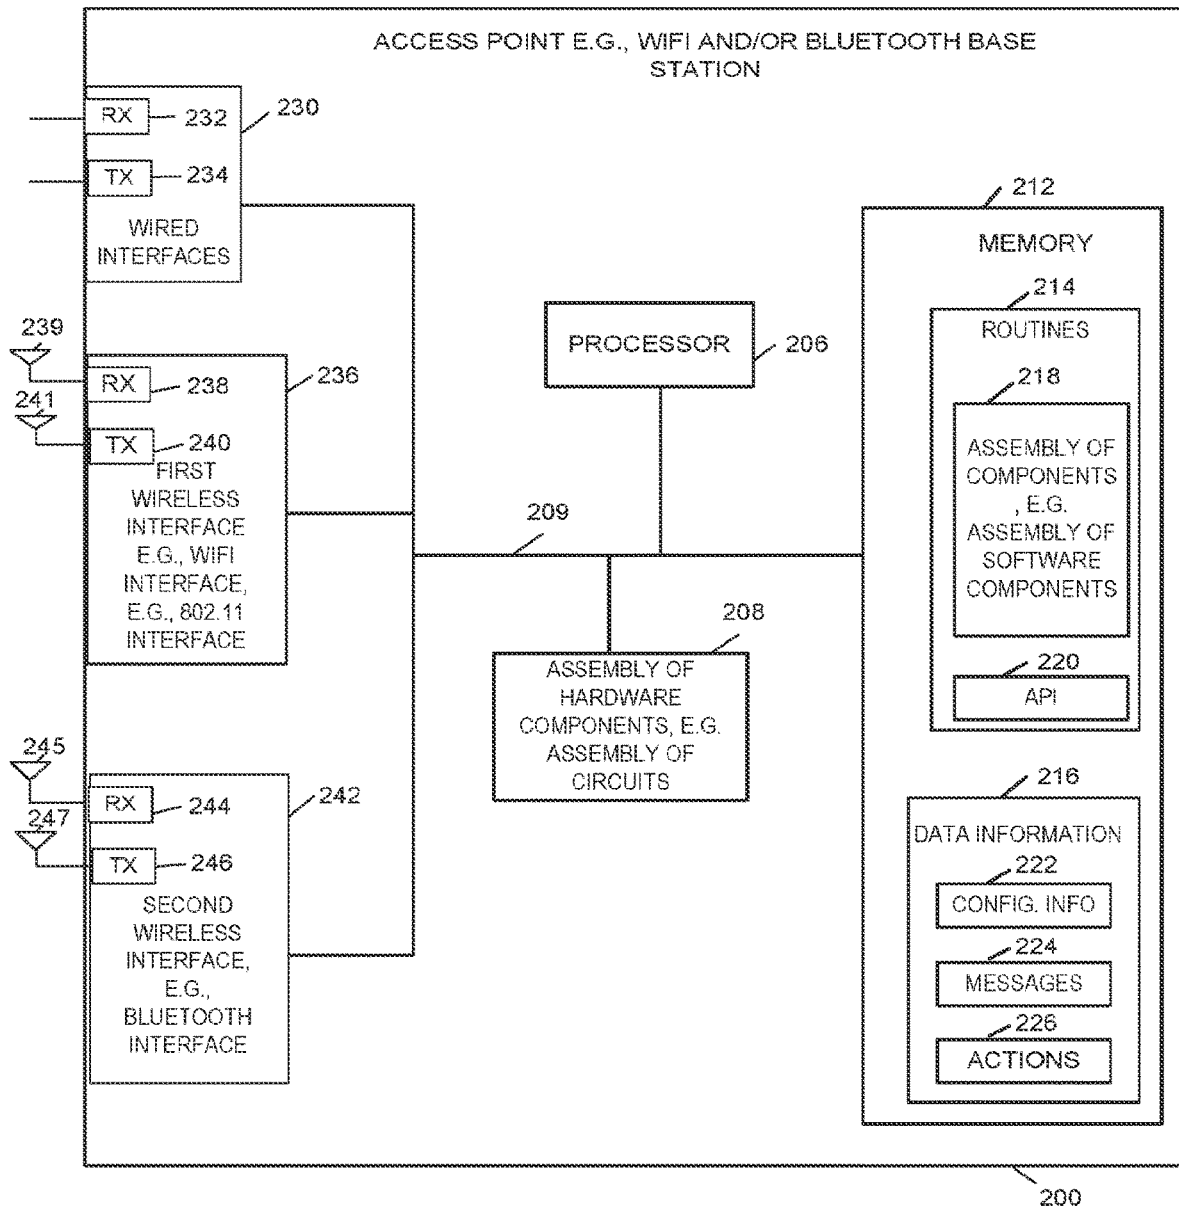 ACCESS POINT E.G., WIFI AND/OR BLUETOOTH BASE
STATION
RX
232
230
TX
234
WIRED
INTERFACES
239
RX
238
236
241
TX
240
FIRST
WIRELESS
INTERFACE
E.G., WIFI
INTERFACE,
E.G., 802.11
INTERFACE
245
RX
244
242
247
TX
246
SECOND
WIRELESS
INTERFACE,
E.G.,
BLUETOOTH
INTERFACE
PROCESSOR
206
209
208
ASSEMBLY OF
HARDWARE
COMPONENTS, E.G.
ASSEMBLY OF
CIRCUITS
212
MEMORY
214
ROUTINES
218
ASSEMBLY OF
COMPONENTS
, E.G.
ASSEMBLY OF
SOFTWARE
COMPONENTS
220
API
216
DATA INFORMATION
222
CONFIG. INFO
224
MESSAGES
226
ACTIONS
200